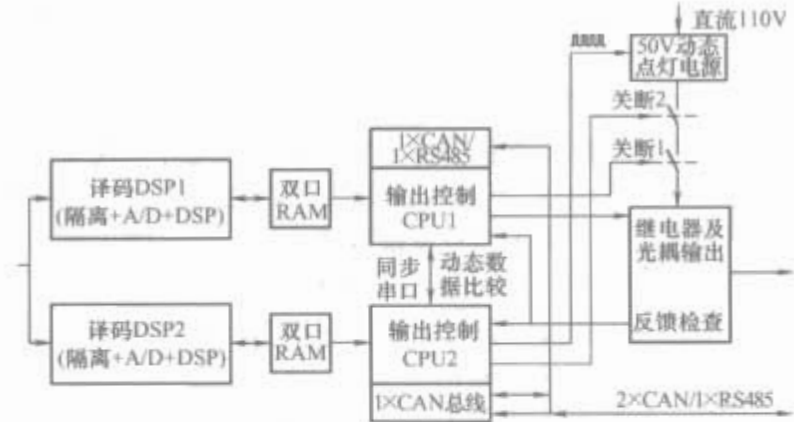 直流110V
50V动态
点灯电源
关断2
关断1
1×CAN/
1×RS485
译码DSP1
(隔离+A/D+DSP)
双口
RAM
输出控制
CPU1
继电器及
光耦输出
同步
串口
动态数
据比较
反馈检查
译码DSP2
(隔离+A/D+DSP)
双口
RAM
输出控制
CPU2
1×CAN总线
2×CAN/1×RS485